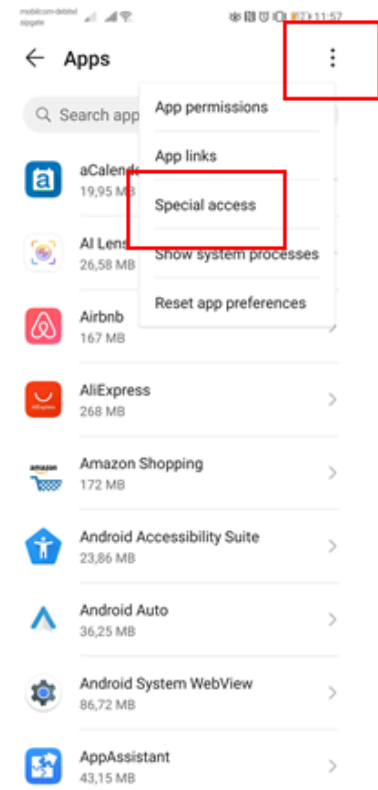 mobilcom-debitel
sipgate
11:57
Apps
Search app
App permissions
App links
Special access
Show system processes
Reset app preferences
aCalenda
19,95 MB
AI Lens
26,58 MB
Airbnb
167 MB
AliExpress
268 MB
amazon
Amazon Shopping
172 MB
Android Accessibility Suite
23,86 MB
Android Auto
36,25 MB
Android System WebView
86,72 MB
AppAssistant
43,15 MB